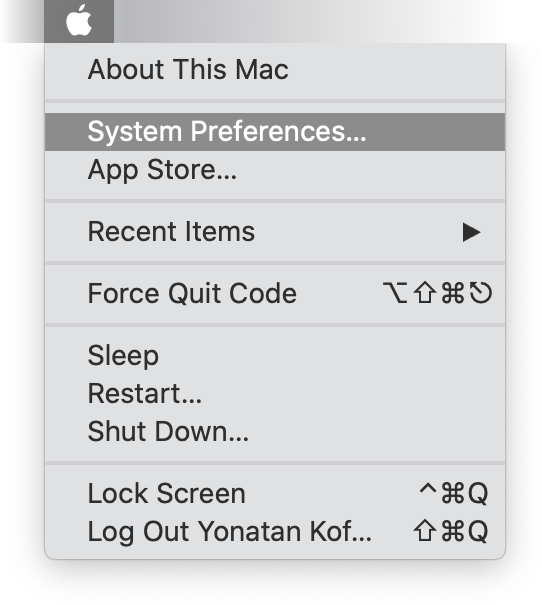 About This Mac
System Preferences...
App Store...
Recent Items ▶
Force Quit Code ⌥⇧⌘⎋
Sleep
Restart...
Shut Down...
Lock Screen ^⌘Q
Log Out Yonatan Kof... ⇧⌘Q